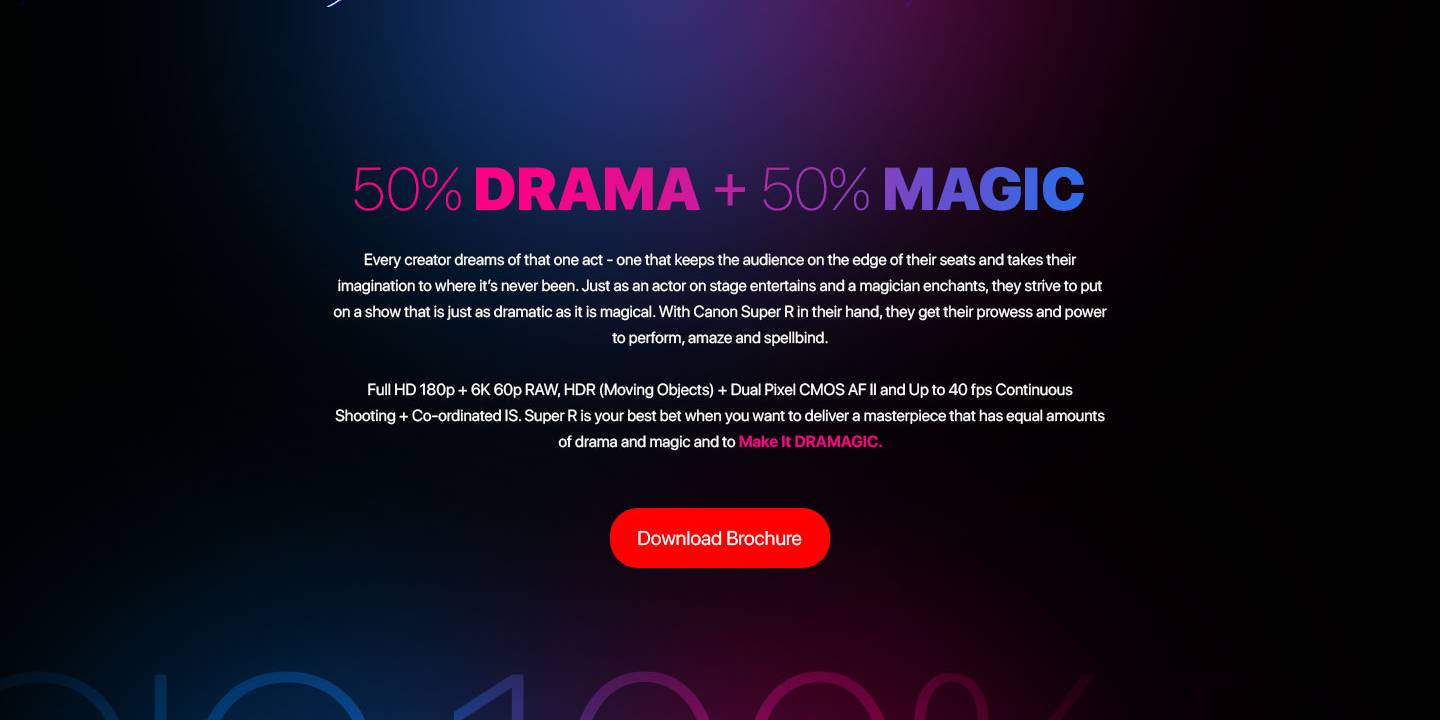 50% DRAMA + 50% MAGIC
Every creator dreams of that one act - one that keeps the audience on the edge of their seats and takes their
imagination to where it’s never been. Just as an actor on stage entertains and a magician enchants, they strive to put
on a show that is just as dramatic as it is magical. With Canon Super R in their hand, they get their prowess and power
to perform, amaze and spellbind.
Full HD 180p + 6K 60p RAW, HDR (Moving Objects) + Dual Pixel CMOS AF II and Up to 40 fps Continuous
Shooting + Co-ordinated IS. Super R is your best bet when you want to deliver a masterpiece that has equal amounts
of drama and magic and to Make It DRAMAGIC.
Download Brochure
100%